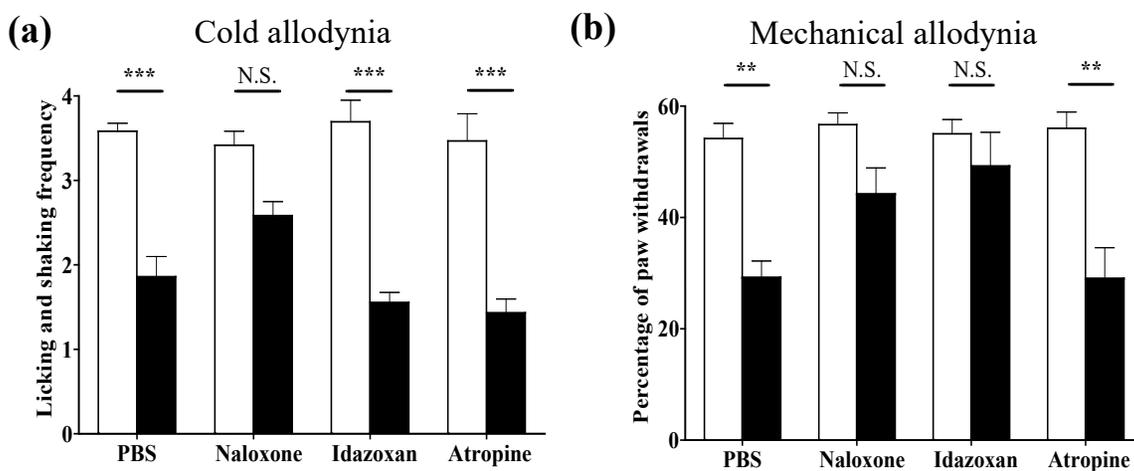 (a)
Cold allodynia
***
N.S.
***
***
Licking and shaking frequency
4
3
2
1
0
PBS
Naloxone
Idazoxan
Atropine
(b)
Mechanical allodynia
**
N.S.
N.S.
**
Percentage of paw withdrawals
60
40
20
0
PBS
Naloxone
Idazoxan
Atropine